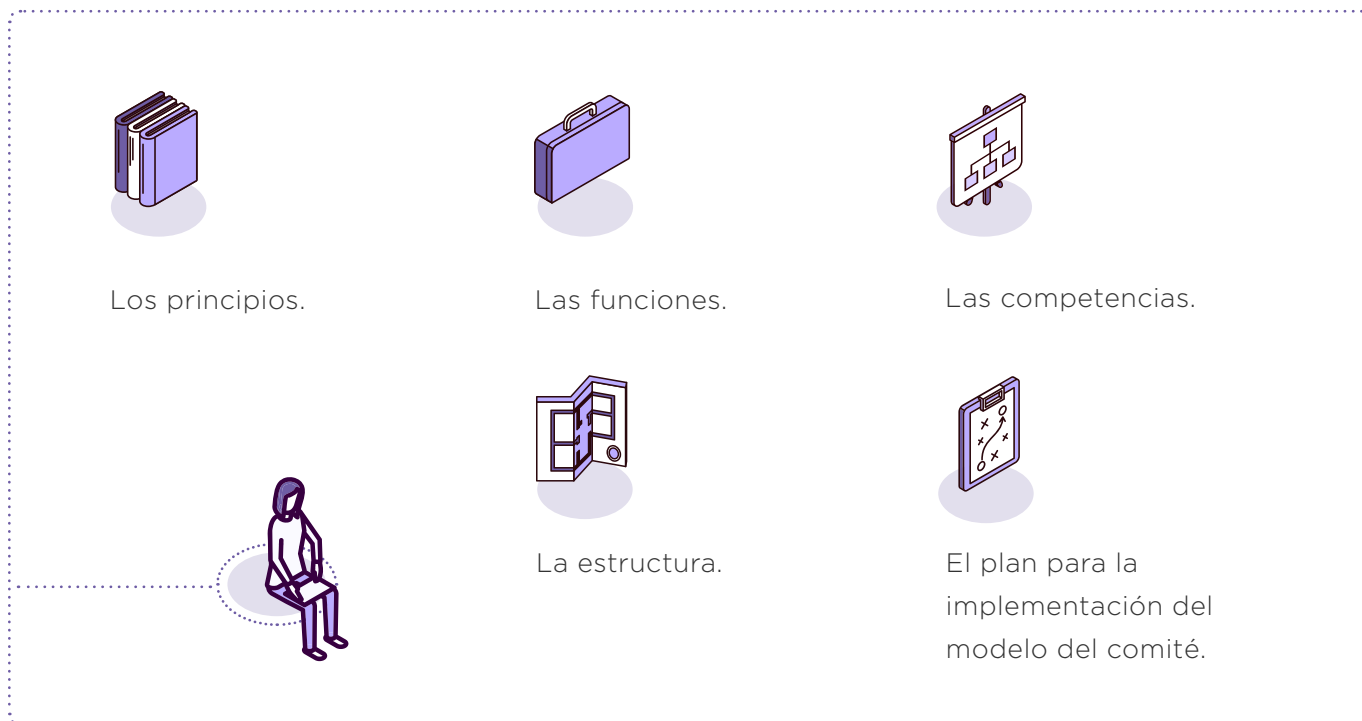 Los principios.
Las funciones.
Las competencias.
La estructura.
El plan para la
implementación del
modelo del comité.